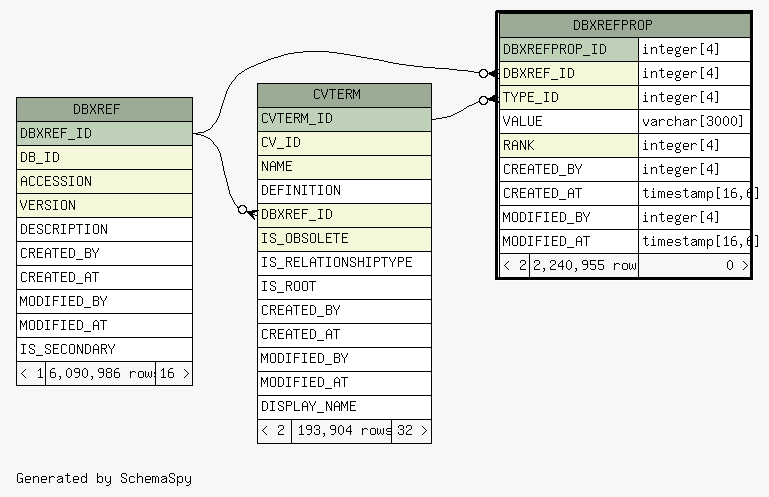 DBXREF
DBXREF_ID
DB_ID
ACCESSION
VERSION
DESCRIPTION
CREATED_BY
CREATED_AT
MODIFIED_BY
MODIFIED_AT
IS_SECONDARY
< 1 6,090,986 rows 16 >
CVTERM
CVTERM_ID
CV_ID
NAME
DEFINITION
DBXREF_ID
IS_OBSOLETE
IS_RELATIONSHIPTYPE
IS_ROOT
CREATED_BY
CREATED_AT
MODIFIED_BY
MODIFIED_AT
DISPLAY_NAME
< 2 193,904 rows 32 >
DBXREFPROP
DBXREFPROP_ID integer[4]
DBXREF_ID integer[4]
TYPE_ID integer[4]
VALUE varchar[3000]
RANK integer[4]
CREATED_BY integer[4]
CREATED_AT timestamp[16,6]
MODIFIED_BY integer[4]
MODIFIED_AT timestamp[16,6]
< 2 2,240,955 row 0 >
Generated by SchemaSpy